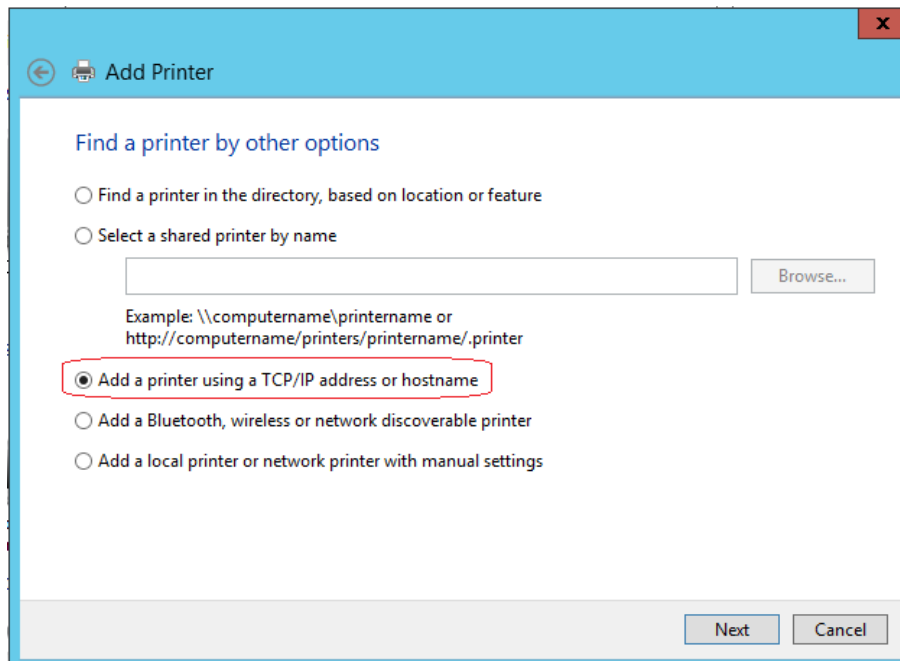 Add Printer
Find a printer by other options
Find a printer in the directory, based on location or feature
Select a shared printer by name
Browse...
Example: \\computername\printername or
http://computername/printers/printername/.printer
Add a printer using a TCP/IP address or hostname
Add a Bluetooth, wireless or network discoverable printer
Add a local printer or network printer with manual settings
Next Cancel